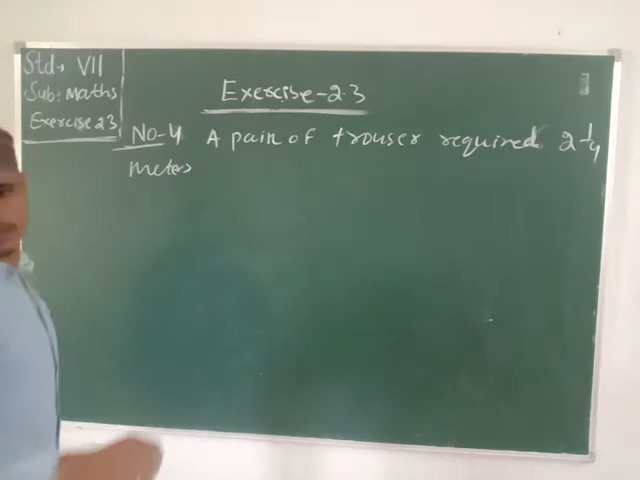 Std → VII
Sub: Maths
Exercise 2.3
Exercise - 2.3
No-4 A pair of trouser required 2 1/4
meters